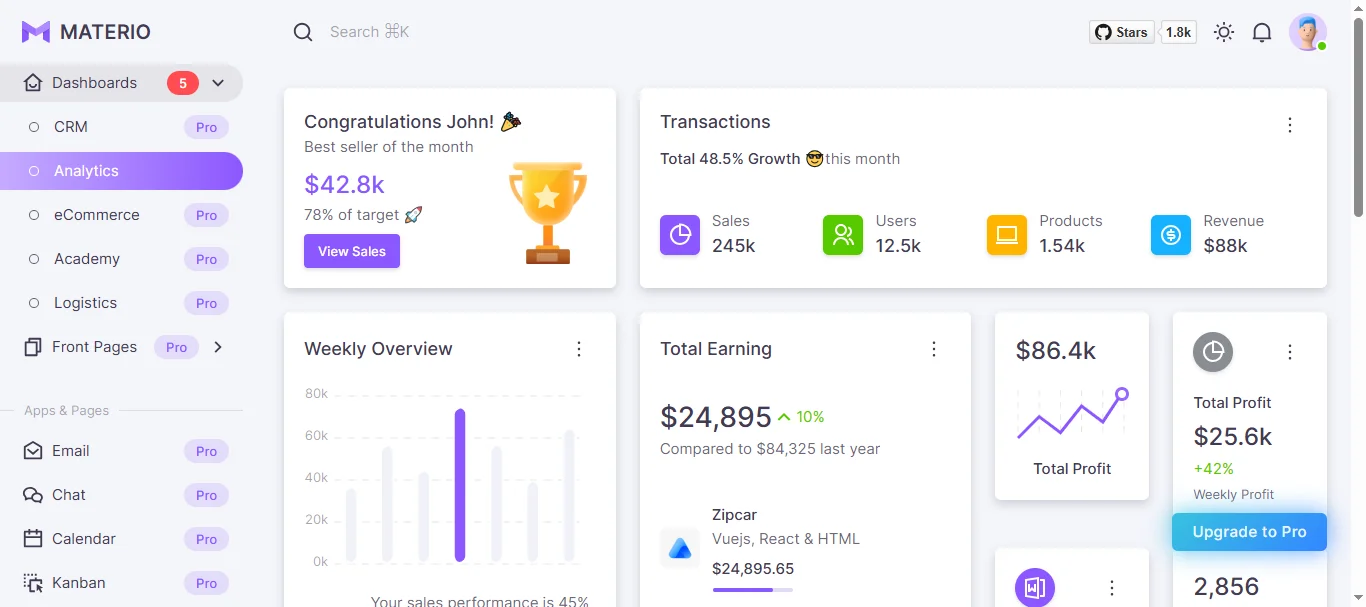 MATERIO
Search ⌘K
Stars
1.8k
Dashboards
5
CRM
Pro
Analytics
eCommerce
Pro
Academy
Pro
Logistics
Pro
Front Pages
Pro
Apps & Pages
Email
Pro
Chat
Pro
Calendar
Pro
Kanban
Pro
Congratulations John! 🎉
Best seller of the month
$42.8k
78% of target 🚀
View Sales
Transactions
Total 48.5% Growth 😎this month
Sales
245k
Users
12.5k
Products
1.54k
Revenue
$88k
Weekly Overview
80k
60k
40k
20k
0k
Your sales performance is 45%
Total Earning
$24,895
10%
Compared to $84,325 last year
Zipcar
Vuejs, React & HTML
$24,895.65
$86.4k
Total Profit
Total Profit
$25.6k
+42%
Weekly Profit
Upgrade to Pro
2,856